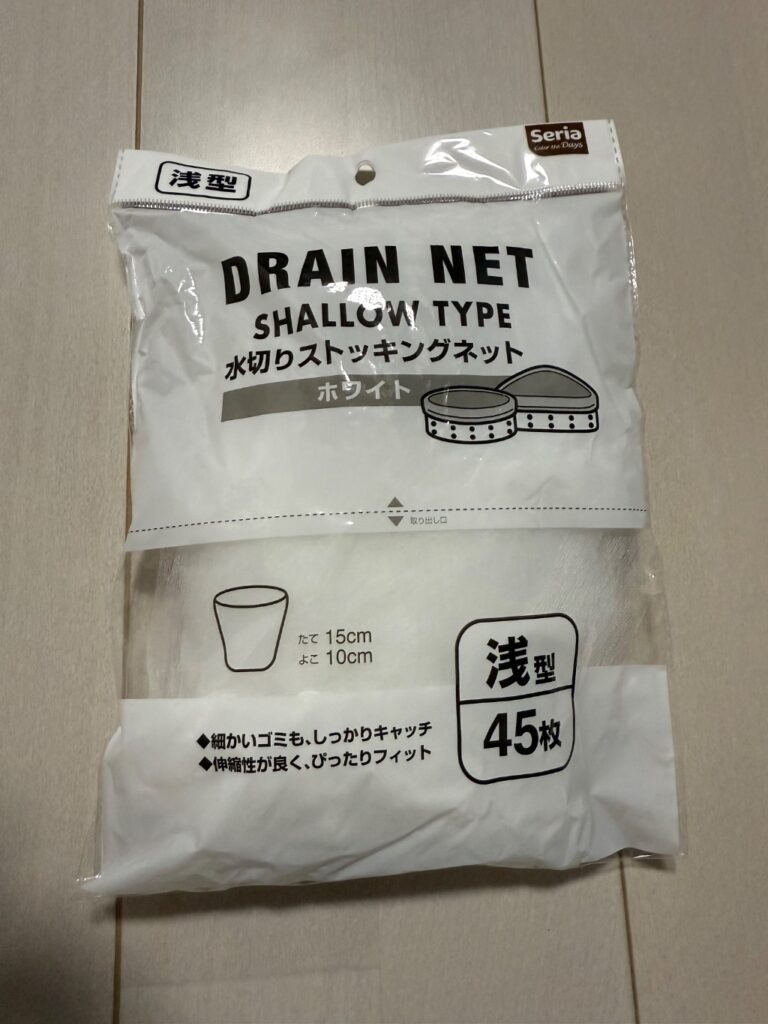 Seria
Color the Days
浅型
DRAIN NET
SHALLOW TYPE
水切りストッキングネット
ホワイト
取り出し口
たて 15cm
よこ 10cm
浅型
45枚
◆細かいゴミも、しっかりキャッチ
◆伸縮性が良く、ぴったりフィット